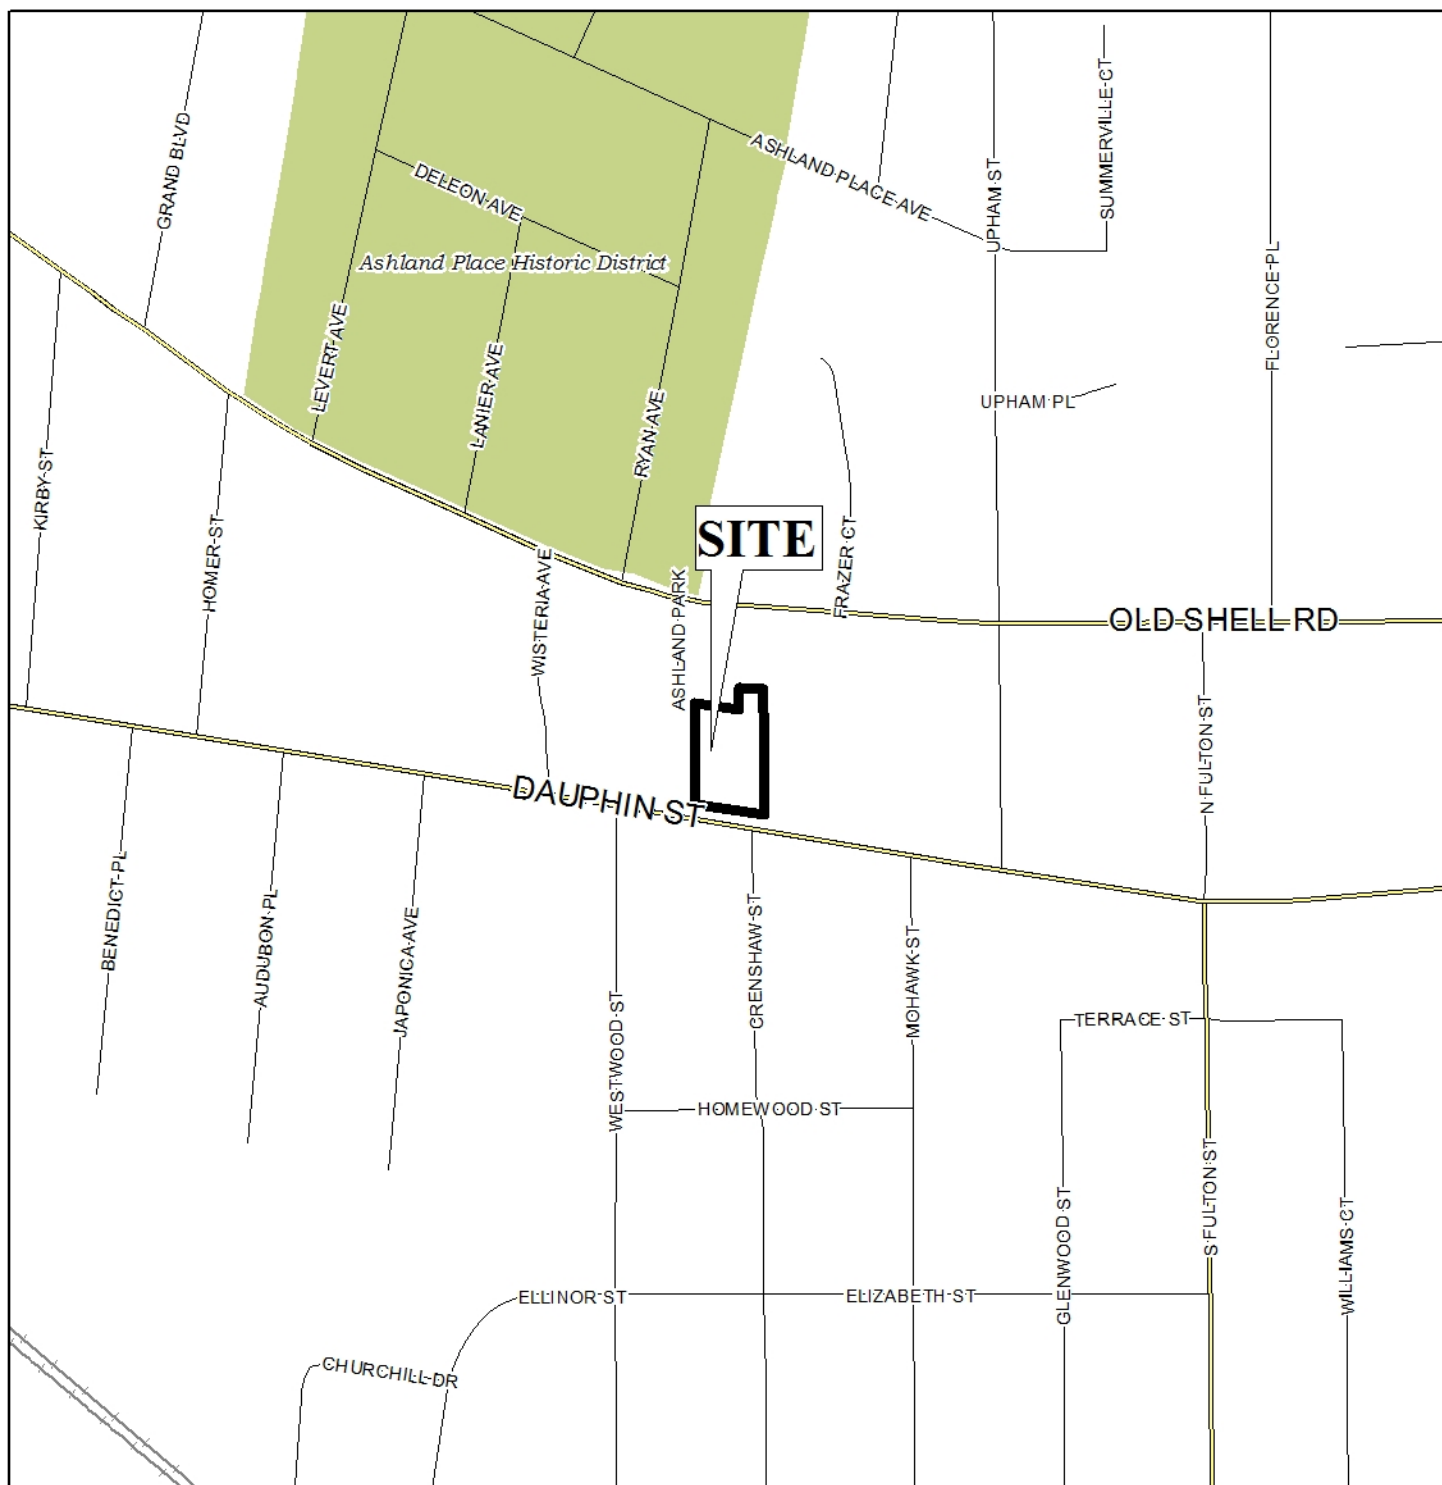 GRAND BLVD
DELEON AVE
ASHLAND PLACE AVE
UPHAM ST
SUMMERVILLE CT
FLORENCE PL
Ashland Place Historic District
LEVERT AVE
LANIER AVE
RYAN AVE
UPHAM PL
KIRBY ST
HOMER ST
WISTERIA AVE
ASHLAND PARK
SITE
FRAZER CT
OLD SHELL RD
N FULTON ST
DAUPHIN ST
BENEDICT PL
AUDUBON PL
JAPONICA AVE
WESTWOOD ST
CRENSHAW ST
MOHAWK ST
TERRACE ST
HOMEWOOD ST
GLENWOOD ST
S FULTON ST
WILLIAMS CT
ELLINOR ST
ELIZABETH ST
CHURCHILL DR